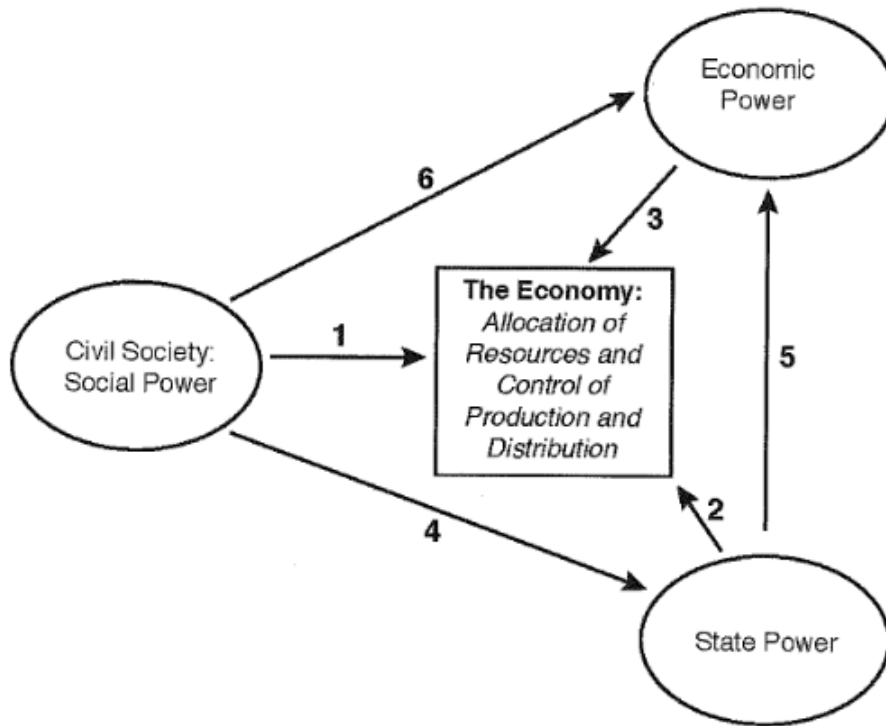 Economic
Power
6
3
The Economy:
Allocation of
Resources and
Control of
Production and
Distribution
Civil Society:
Social Power
1
5
2
4
State Power